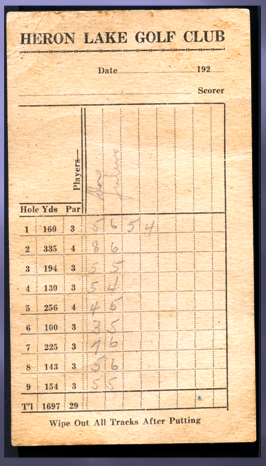 HERON LAKE GOLF CLUB
Date 192
Scorer
Players—
Hole Yds Par
1 160 3 5 6 5 4
2 335 4 8 6
3 194 3 5 5
4 130 3 5 4
5 256 4 4 5
6 100 3 3 5
7 225 3 7 6
8 143 3 5 6
9 154 3 5 5
T'l 1697 29
Wipe Out All Tracks After Putting